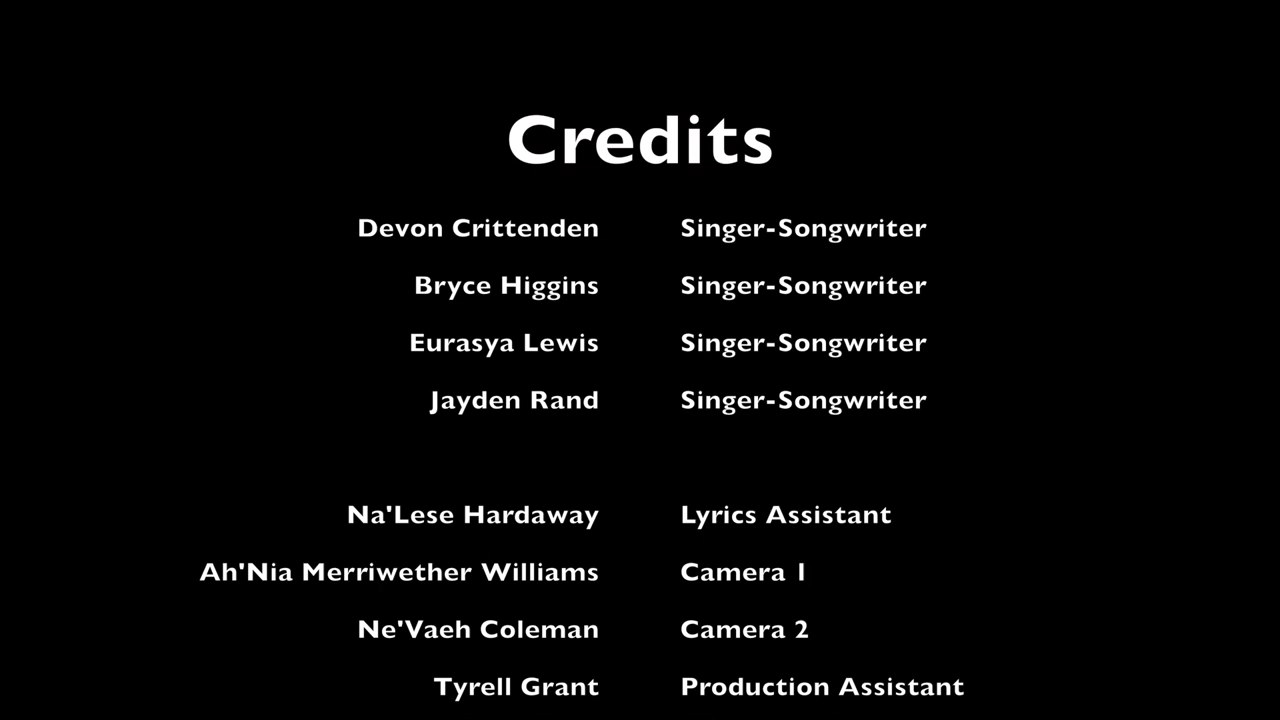 Credits
Devon Crittenden Singer-Songwriter
Bryce Higgins Singer-Songwriter
Eurasya Lewis Singer-Songwriter
Jayden Rand Singer-Songwriter
Na'Lese Hardaway Lyrics Assistant
Ah'Nia Merriwether Williams Camera 1
Ne'Vaeh Coleman Camera 2
Tyrell Grant Production Assistant